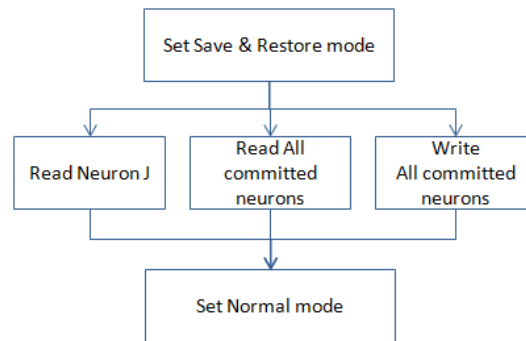 Set Save & Restore mode
Read Neuron J
Read All
committed
neurons
Write
All committed
neurons
Set Normal mode